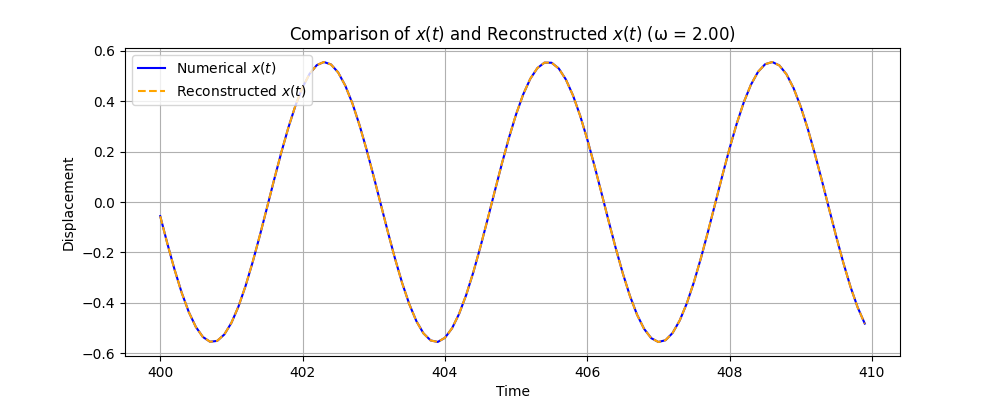 Comparison of x(t) and Reconstructed x(t) (ω = 2.00)
Numerical x(t)
Reconstructed x(t)
Displacement
0.6
0.4
0.2
0.0
−0.2
−0.4
−0.6
400 402 404 406 408 410
Time